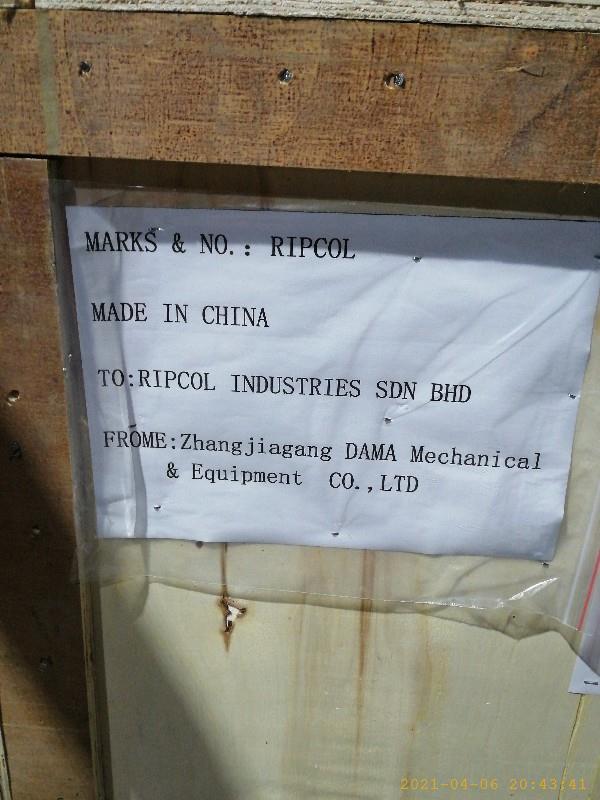 MARKS & NO.: RIPCOL
MADE IN CHINA
TO:RIPCOL INDUSTRIES SDN BHD
FROME:Zhangjiagang DAMA Mechanical
& Equipment CO.,LTD
2021-04-06 20:43:41